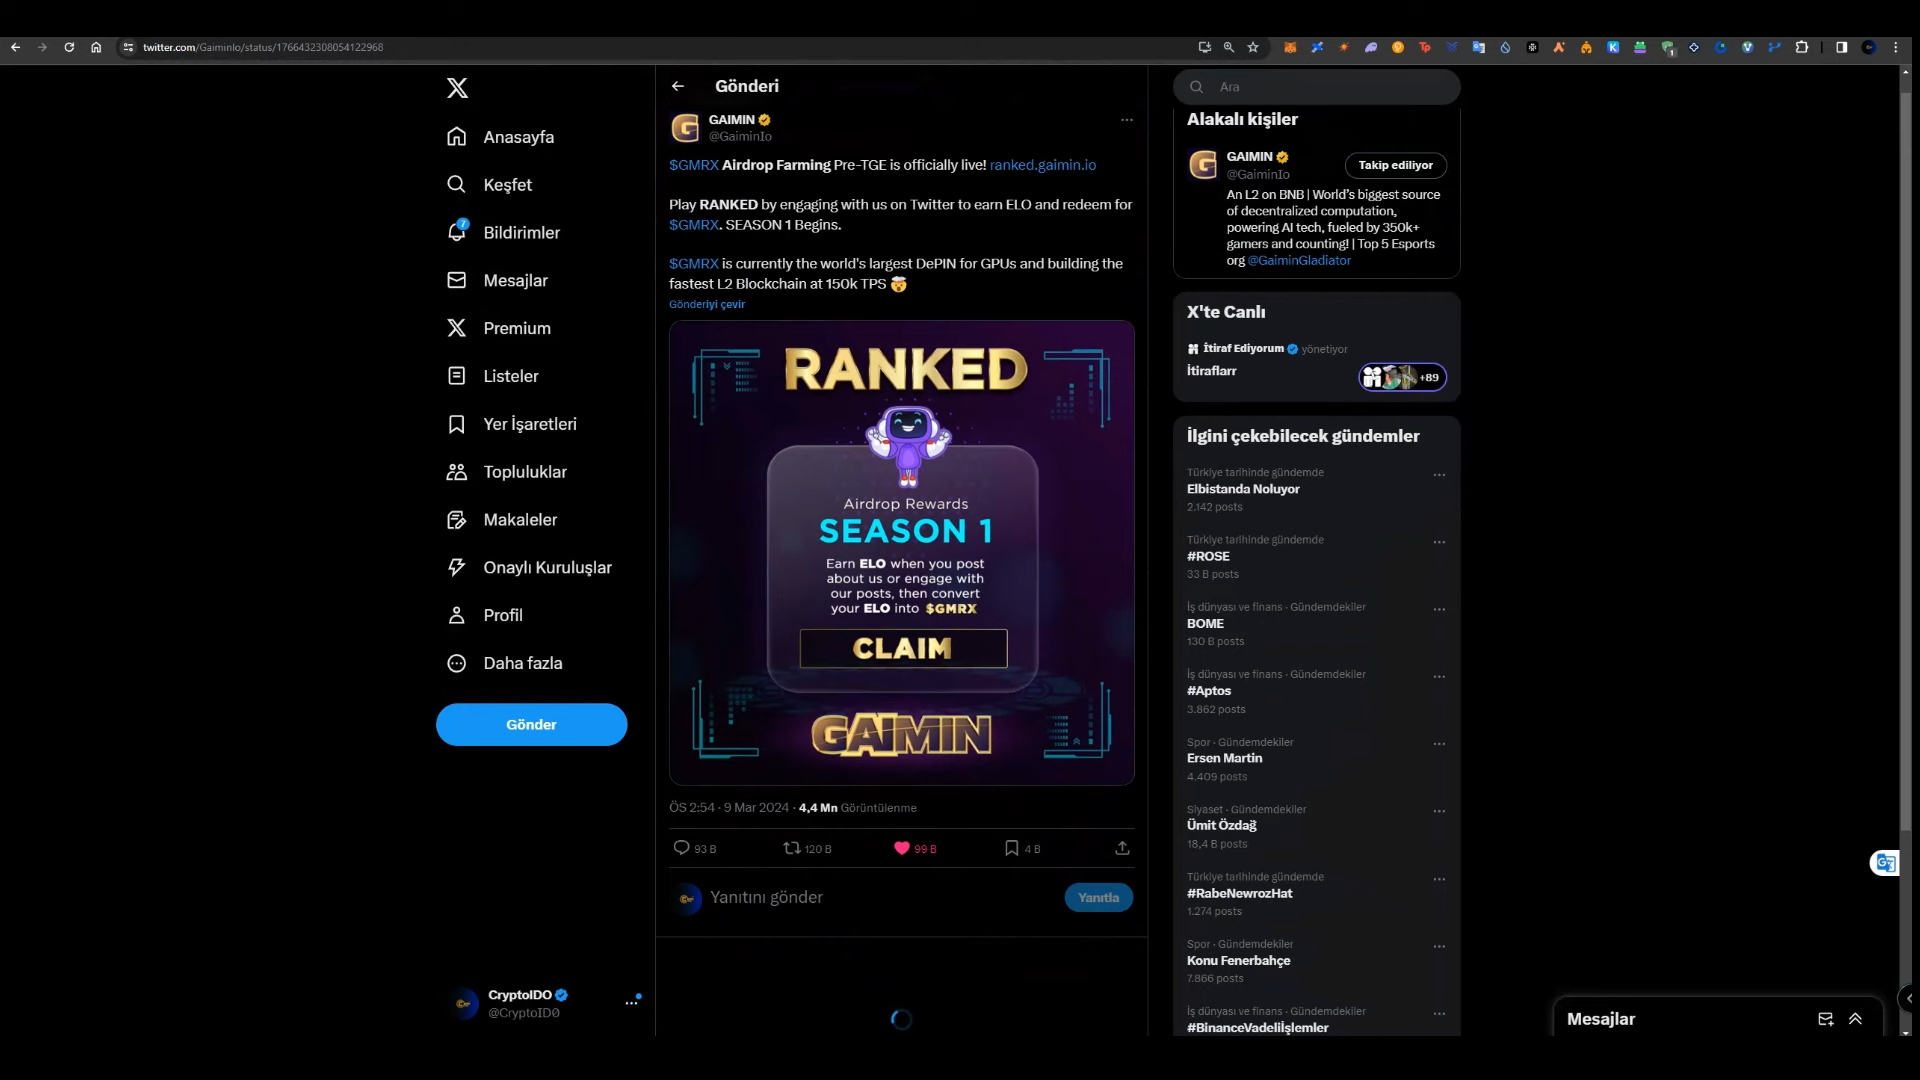 twitter.com/GaiminIo/status/1766432308054122968
Anasayfa
Keşfet
7
Bildirimler
Mesajlar
Premium
Listeler
Yer İşaretleri
Topluluklar
Makaleler
Onaylı Kuruluşlar
Profil
Daha fazla
Gönder
CryptoIDO
@CryptoID0
Gönderi
GAIMIN
@GaiminIo
$GMRX Airdrop Farming Pre-TGE is officially live! ranked.gaimin.io
Play RANKED by engaging with us on Twitter to earn ELO and redeem for
$GMRX. SEASON 1 Begins.
$GMRX is currently the world's largest DePIN for GPUs and building the
fastest L2 Blockchain at 150k TPS 🤯
Gönderiyi çevir
RANKED
Airdrop Rewards
SEASON 1
Earn ELO when you post
about us or engage with
our posts, then convert
your ELO into $GMRX
CLAIM
GAIMIN
ÖS 2:54 · 9 Mar 2024 · 4,4 Mn Görüntülenme
93 B
120 B
99 B
4 B
Yanıtını gönder
Yanıtla
Ara
Alakalı kişiler
GAIMIN
@GaiminIo
Takip ediliyor
An L2 on BNB | World's biggest source
of decentralized computation,
powering AI tech, fueled by 350k+
gamers and counting! | Top 5 Esports
org @GaiminGladiator
X'te Canlı
İtiraf Ediyorum yönetiyor
İtiraflarr
+89
İlgini çekebilecek gündemler
Türkiye tarihinde gündemde
Elbistanda Noluyor
2.142 posts
Türkiye tarihinde gündemde
#ROSE
33 B posts
İş dünyası ve finans · Gündemdekiler
BOME
130 B posts
İş dünyası ve finans · Gündemdekiler
#Aptos
3.862 posts
Spor · Gündemdekiler
Ersen Martin
4.409 posts
Siyaset · Gündemdekiler
Ümit Özdağ
18,4 B posts
Türkiye tarihinde gündemde
#RabeNewrozHat
1.274 posts
Spor · Gündemdekiler
Konu Fenerbahçe
7.866 posts
İş dünyası ve finans · Gündemdekiler
#BinanceVadeliİşlemler
Mesajlar